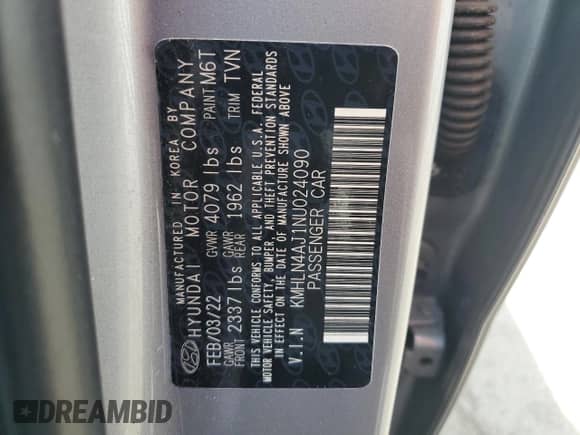 MANUFACTURED IN KOREA BY
HYUNDAI MOTOR COMPANY
FEB/03/22 GVWR 4079 lbs PAINT M6T
GAWR FRONT 2337 lbs GAWR REAR 1962 lbs TRIM TVN
THIS VEHICLE CONFORMS TO ALL APPLICABLE U.S.A. FEDERAL
MOTOR VEHICLE SAFETY, BUMPER, AND THEFT PREVENTION STANDARDS
IN EFFECT ON THE DATE OF MANUFACTURE SHOWN ABOVE
V.I.N KMHLN4AJ1NU024090
PASSENGER CAR
DREAMBID